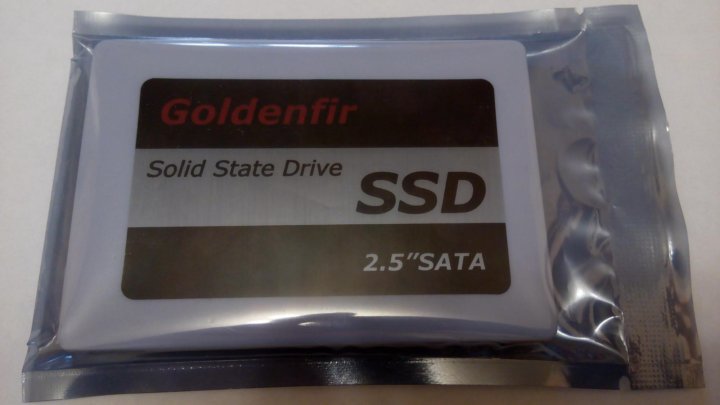 Goldenfir
Solid State Drive
SSD
2.5"SATA